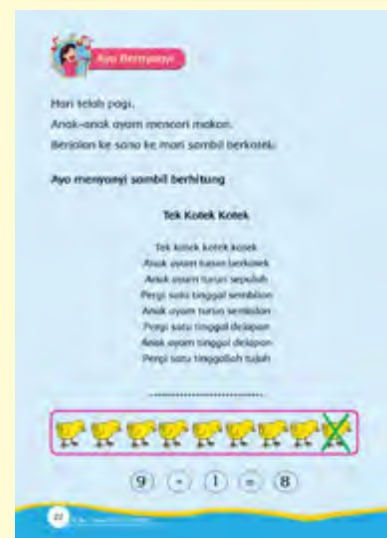 Ayo Bernyanyi
Hari telah pagi.
Anak-anak ayam mencari makan.
Berjalan ke sana ke mari sambil berkotek.
Ayo menyanyi sambil berhitung
Tek Kotek Kotek
Tek kotek kotek kotek
Anak ayam turun berkotek
Anak ayam turun sepuluh
Pergi satu tinggal sembilan
Anak ayam turun sembilan
Pergi satu tinggal delapan
Anak ayam tinggal delapan
Pergi satu tinggallah tujuh
................................
9 - 1 = 8
22